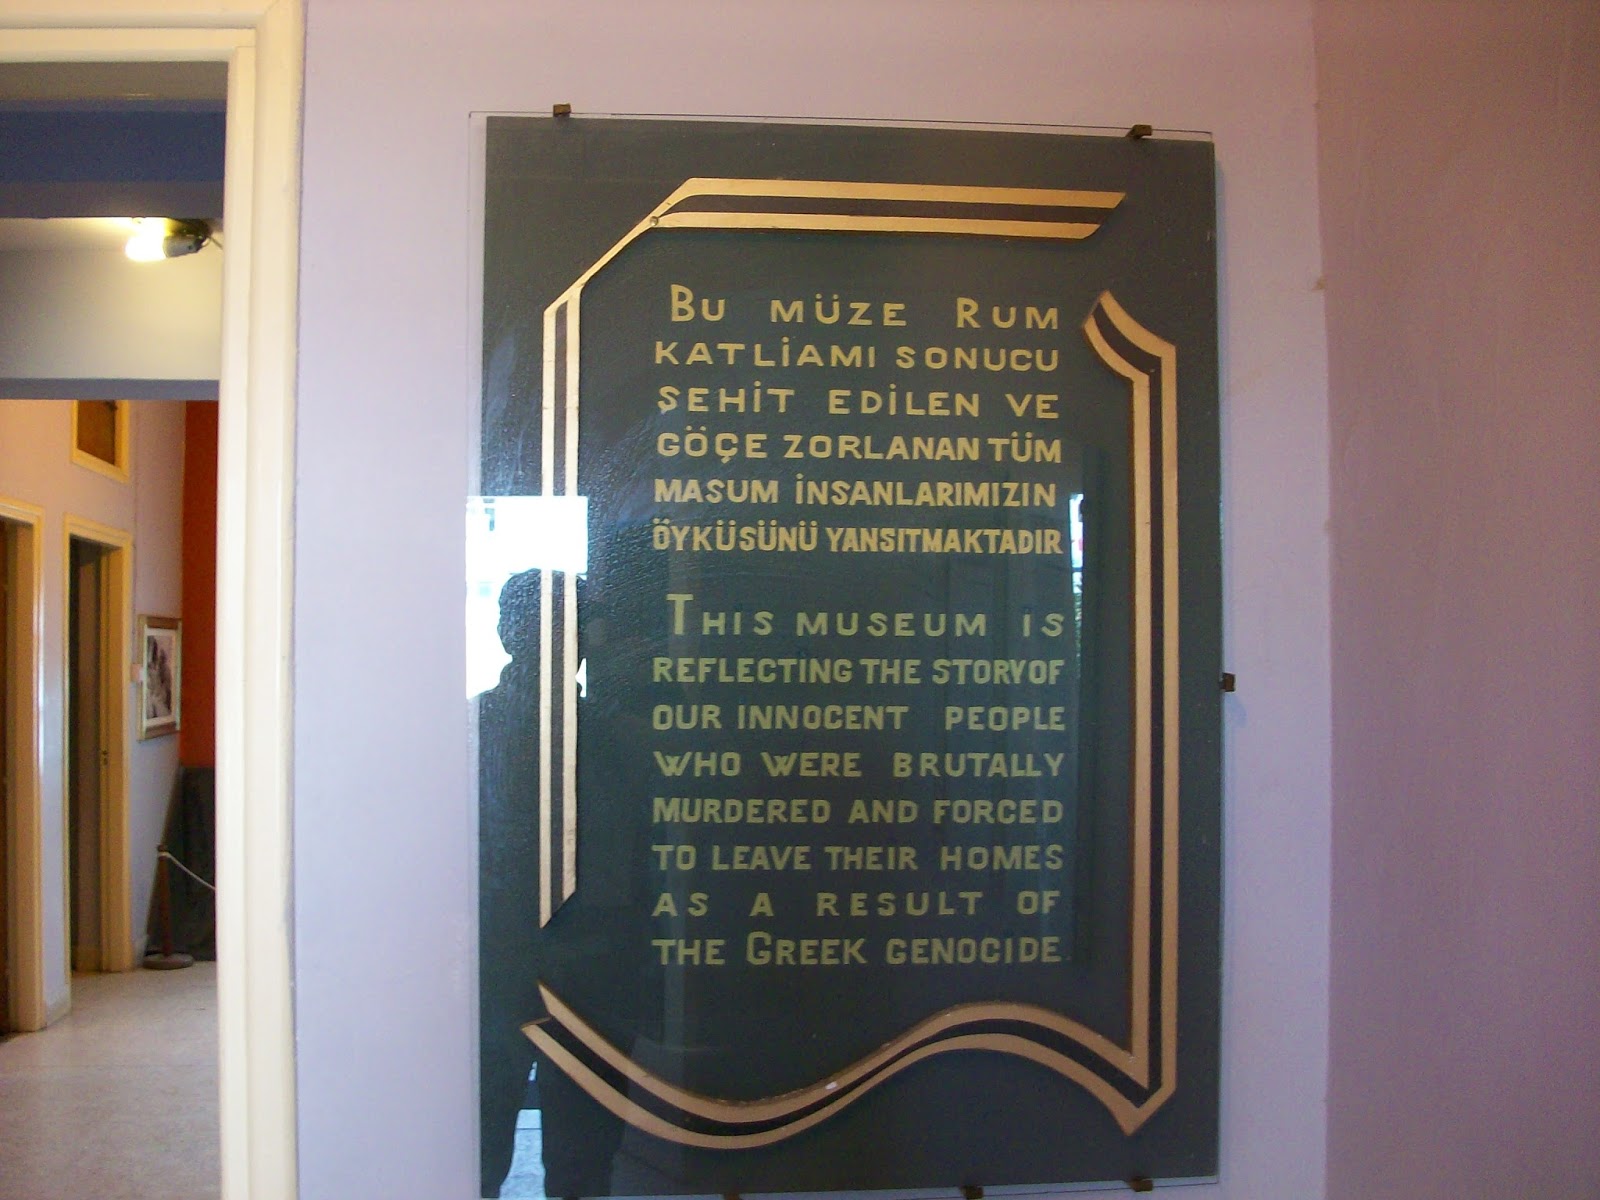 BU MÜZE RUM
KATLİAMI SONUCU
ŞEHİT EDİLEN VE
GÖÇE ZORLANAN TÜM
MASUM İNSANLARIMIZIN
ÖYKÜSÜNÜ YANSITMAKTADIR
THIS MUSEUM IS
REFLECTING THE STORY OF
OUR INNOCENT PEOPLE
WHO WERE BRUTALLY
MURDERED AND FORCED
TO LEAVE THEIR HOMES
AS A RESULT OF
THE GREEK GENOCIDE